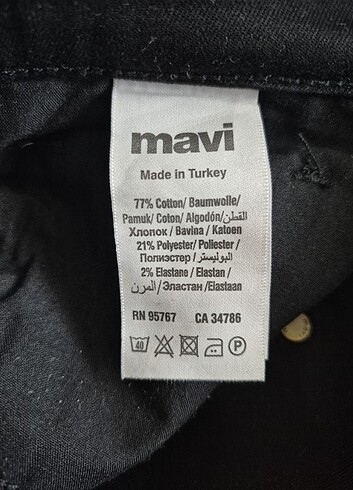 mavi
Made in Turkey
77% Cotton/ Baumwolle/
Pamuk/ Coton/ Algodón/القطن/
Хлопок/ Bavina/ Katoen
21% Polyester/ Poliester/
Полиэстер/ البوليستر/
2% Elastane/ Elastan/
المرن/ Эластан/Elastaan
RN 95767 CA 34786
40 P